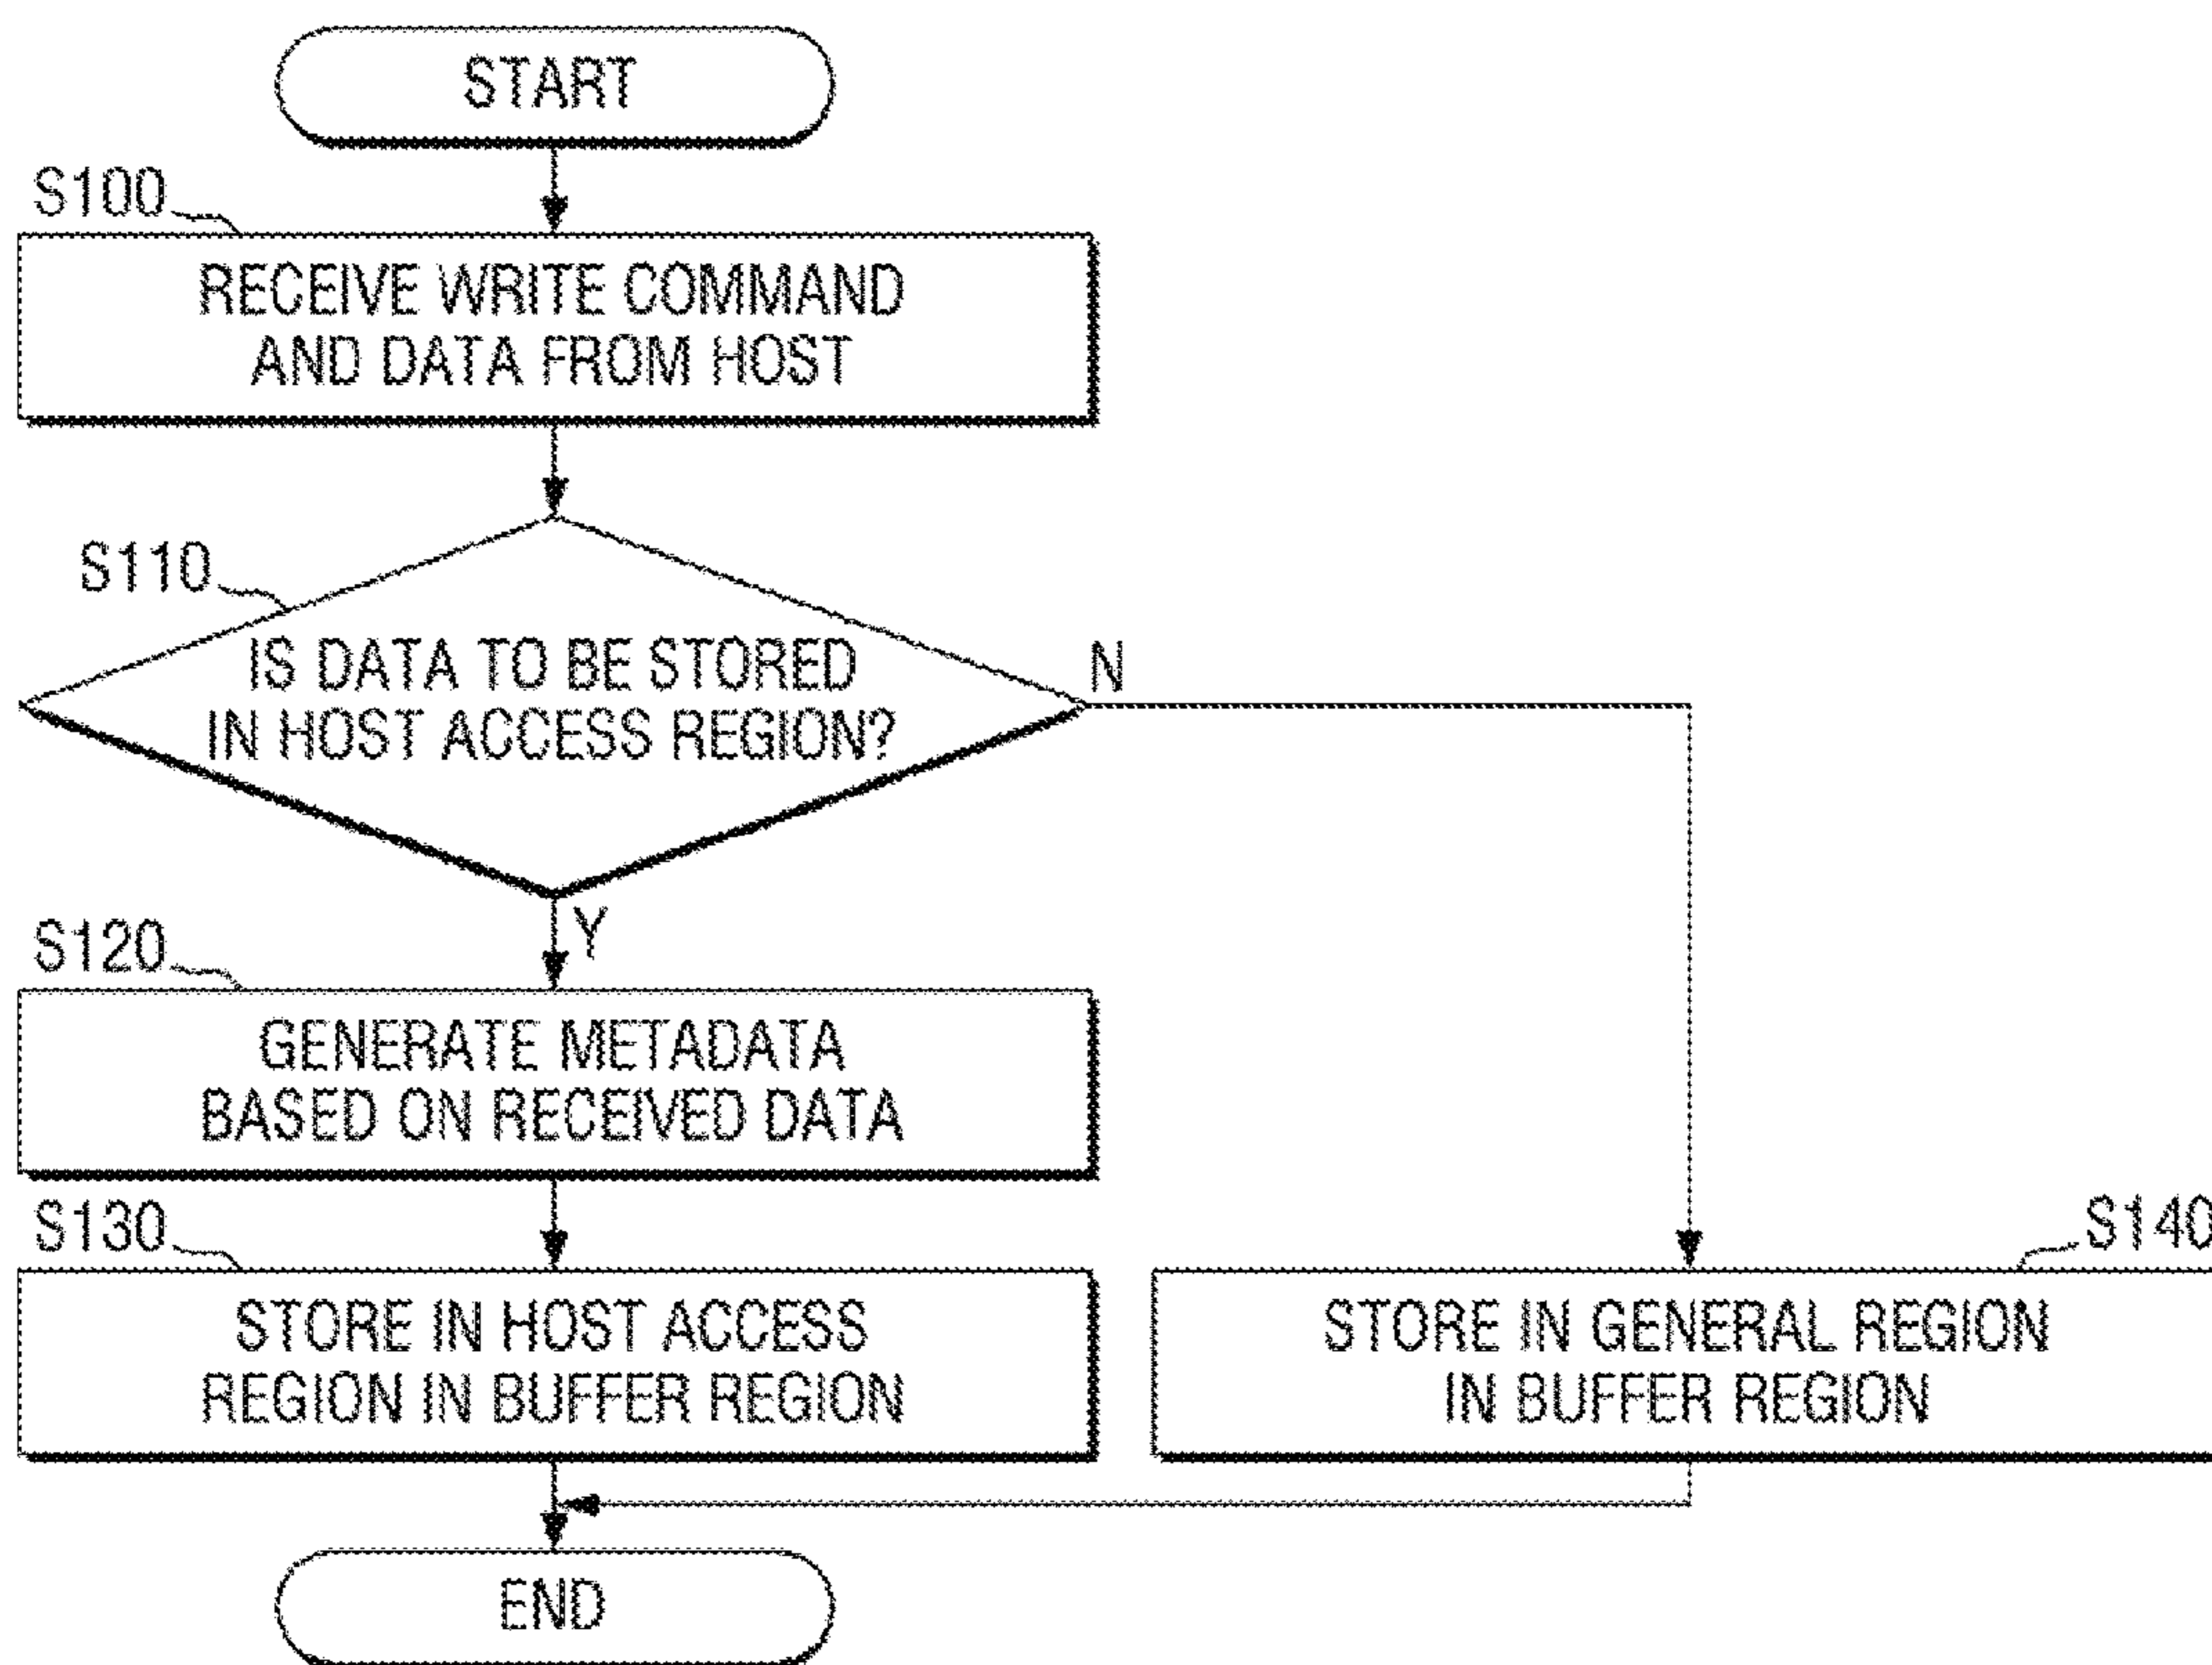 START
S100
RECEIVE WRITE COMMAND
AND DATA FROM HOST
S110
IS DATA TO BE STORED
IN HOST ACCESS REGION?
N
Y
S120
GENERATE METADATA
BASED ON RECEIVED DATA
S130
STORE IN HOST ACCESS
REGION IN BUFFER REGION
S140
STORE IN GENERAL REGION
IN BUFFER REGION
END